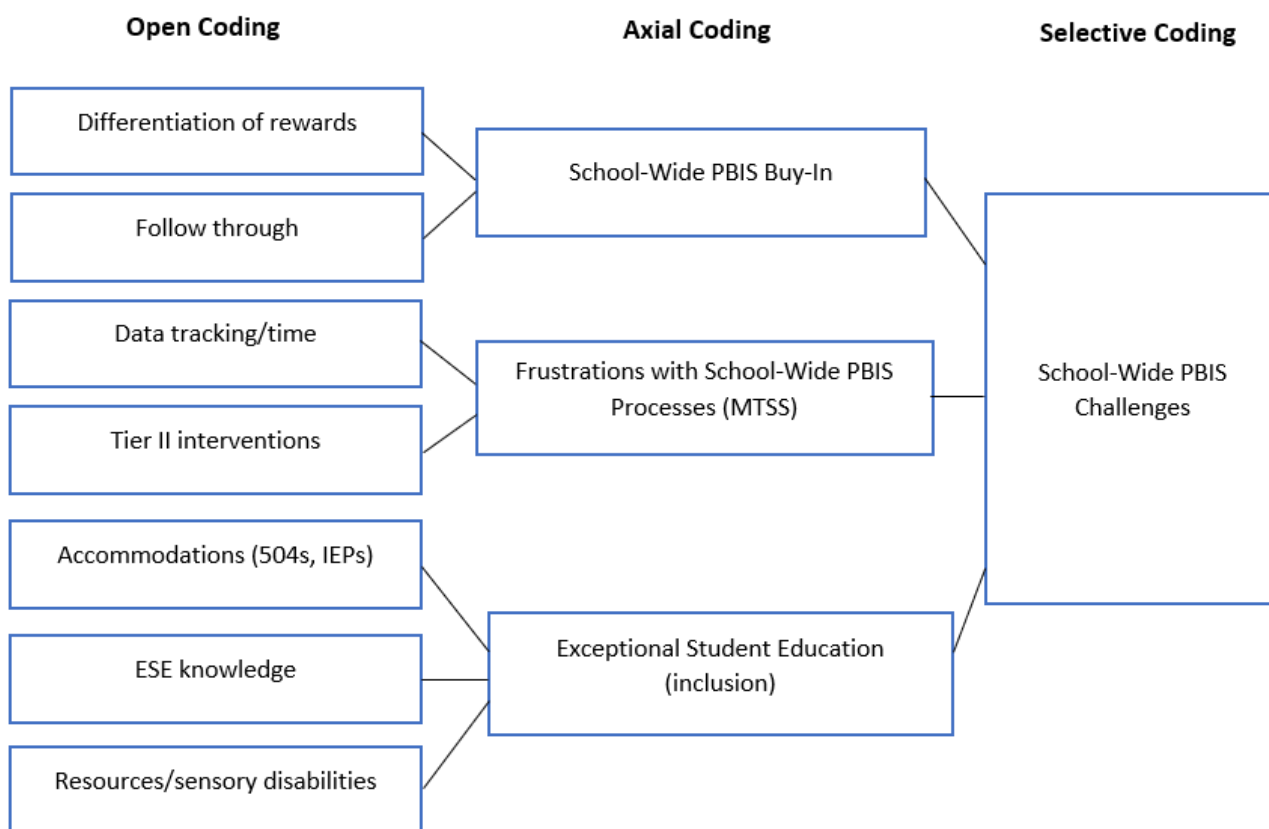 Open Coding
Axial Coding
Selective Coding
Differentiation of rewards
Follow through
Data tracking/time
Tier II interventions
Accommodations (504s, IEPs)
ESE knowledge
Resources/sensory disabilities
School-Wide PBIS Buy-In
Frustrations with School-Wide PBIS
Processes (MTSS)
Exceptional Student Education
(inclusion)
School-Wide PBIS
Challenges